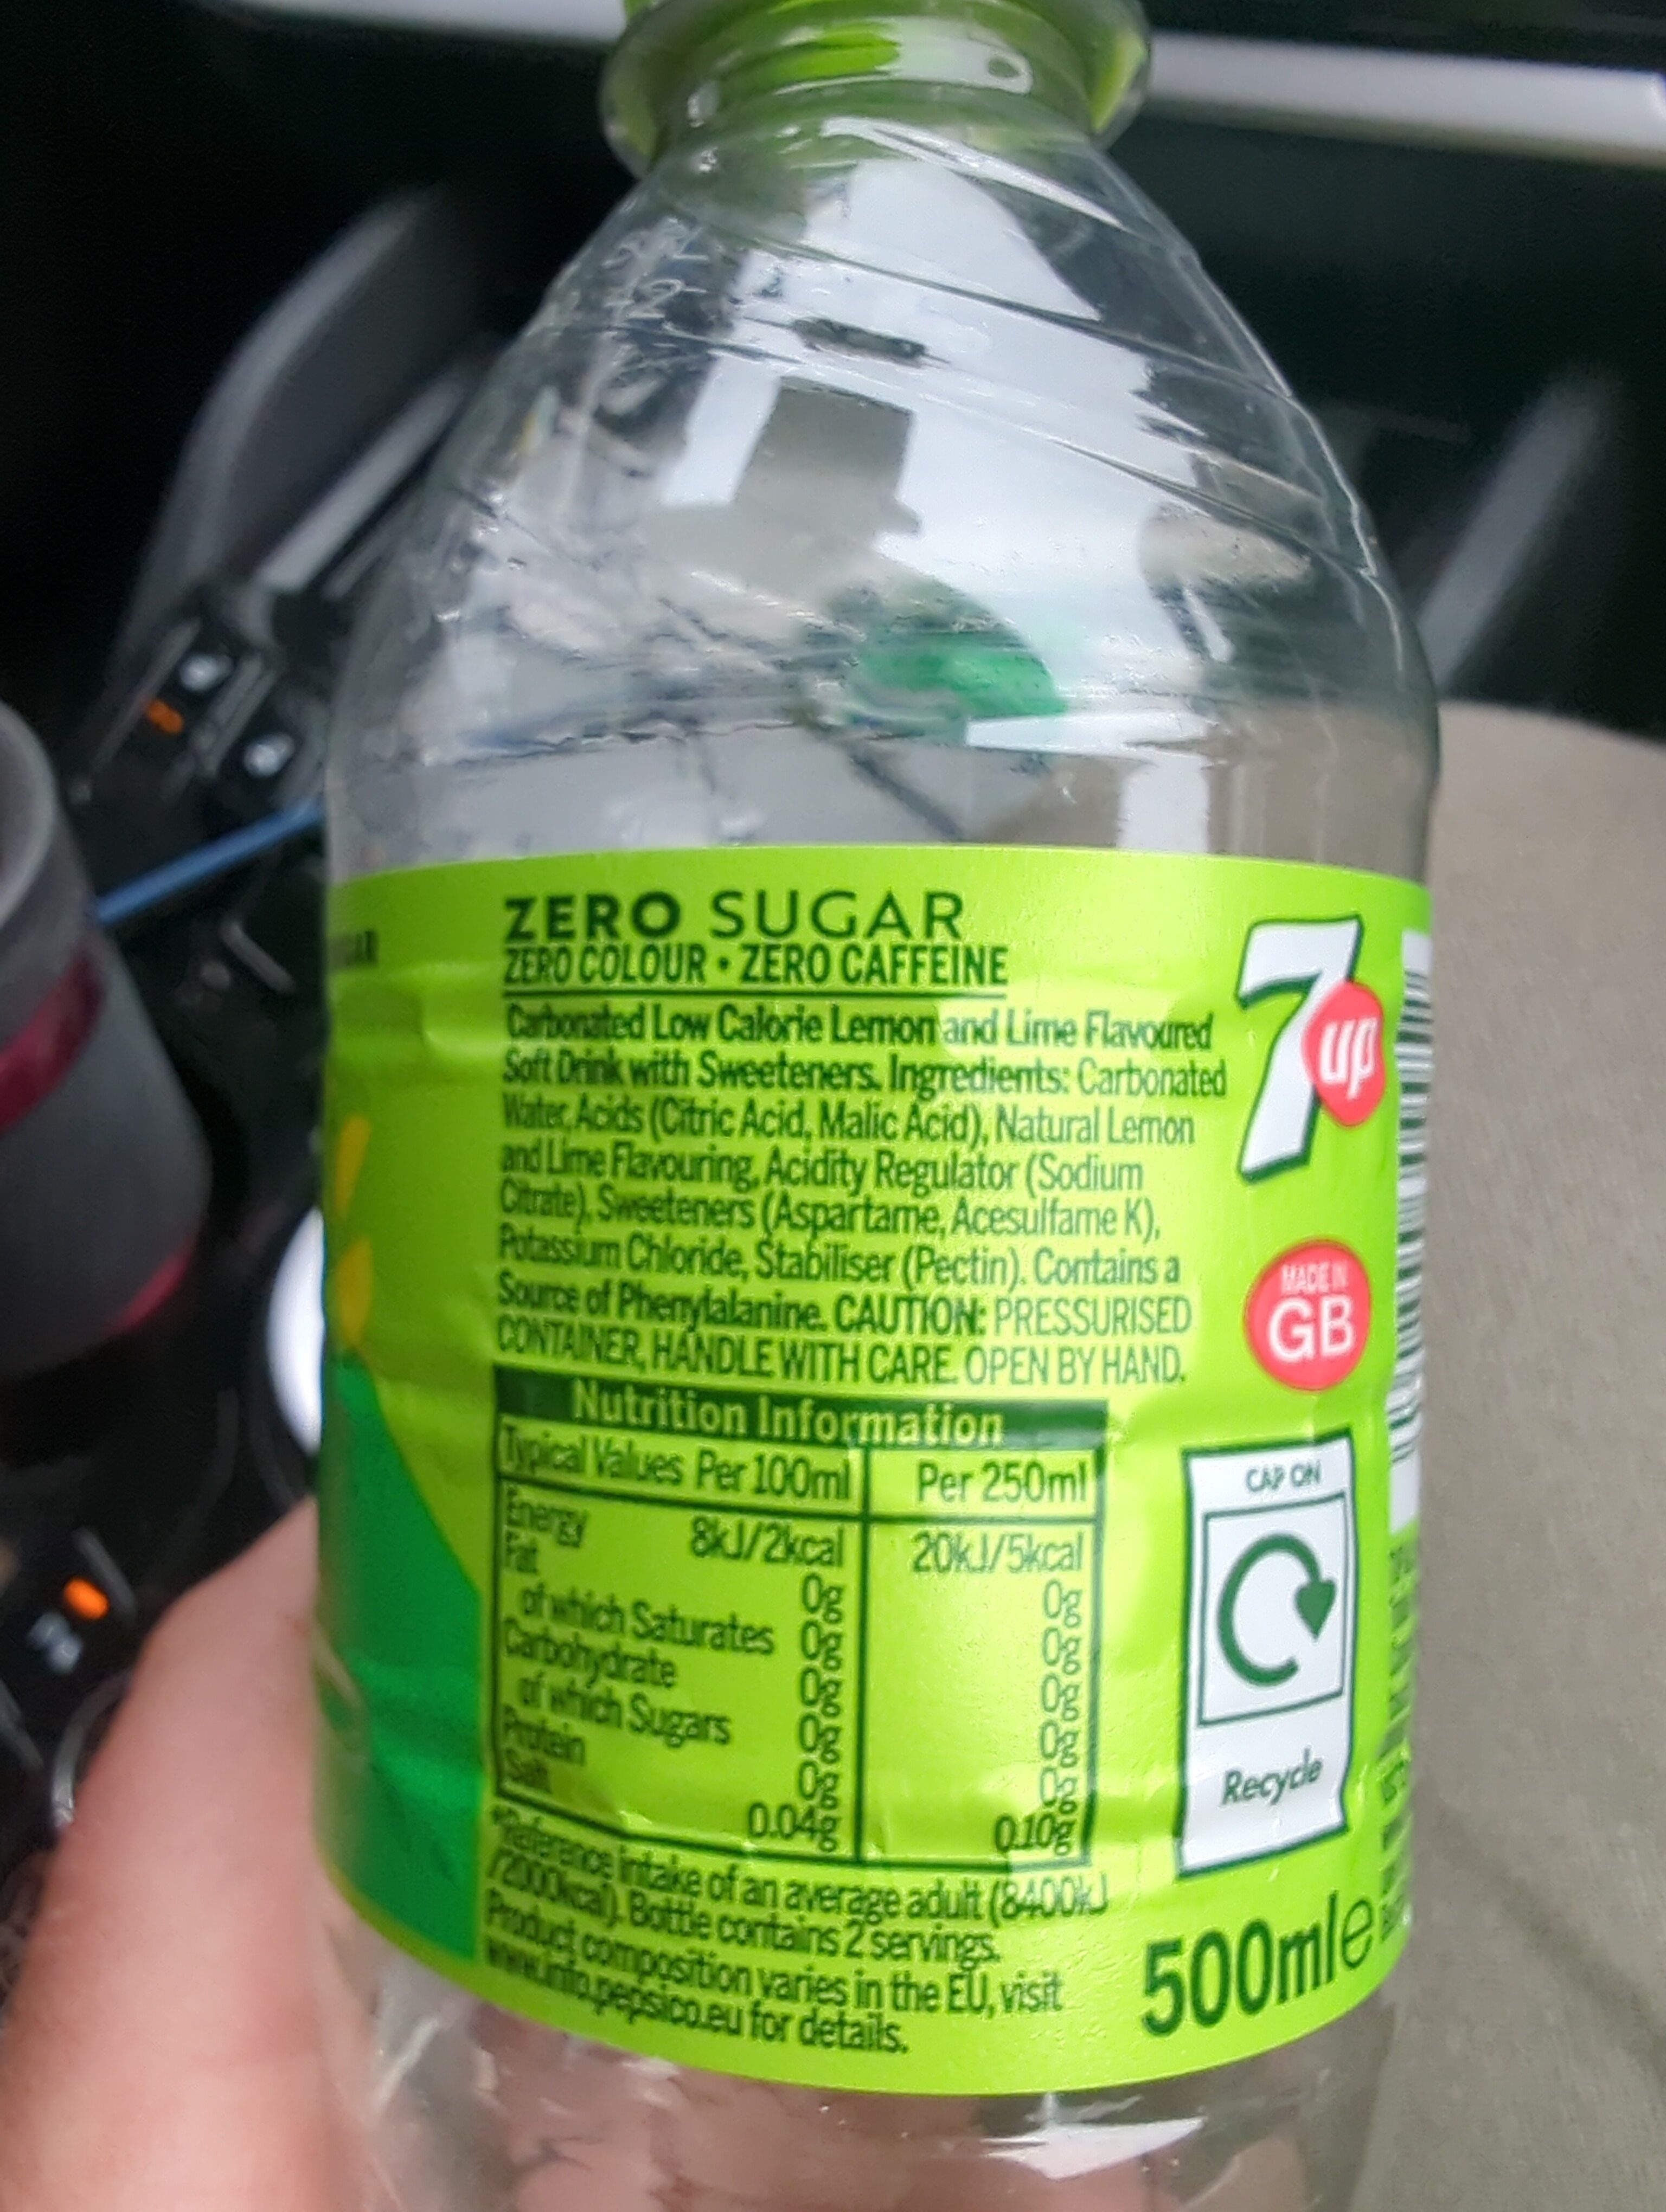 ZERO SUGAR
ZERO COLOUR • ZERO CAFFEINE
Carbonated Low Calorie Lemon and Lime Flavoured
Soft Drink with Sweeteners. Ingredients: Carbonated
Water, Acids (Citric Acid, Malic Acid), Natural Lemon
and Lime Flavouring, Acidity Regulator (Sodium
Citrate), Sweeteners (Aspartame, Acesulfame K),
Potassium Chloride, Stabiliser (Pectin). Contains a
Source of Phenylalanine. CAUTION: PRESSURISED
CONTAINER, HANDLE WITH CARE. OPEN BY HAND.
Nutrition Information
Typical Values Per 100ml Per 250ml
Energy 8kJ/2kcal 20kJ/5kcal
Fat 0g 0g
of which Saturates 0g 0g
Carbohydrate 0g 0g
of which Sugars 0g 0g
Protein 0g 0g
Salt 0.04g 0.10g
*Reference intake of an average adult (8400kJ
/2000kcal). Bottle contains 2 servings.
Product composition varies in the EU, visit
www.info.pepsico.eu for details.
7up
MADE IN
GB
CAP ON
Recycle
500ml e